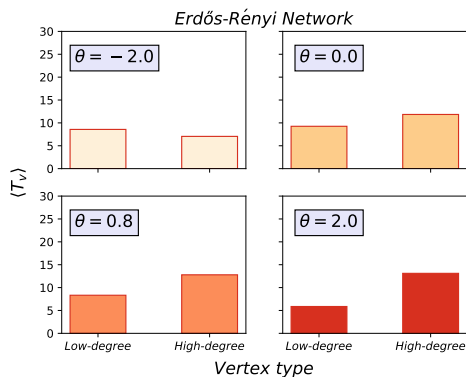 Erdős-Rényi Network
30
25
20
15
10
5
0
θ = −2.0
θ = 0.0
30
25
20
15
10
5
0
θ = 0.8
θ = 2.0
⟨T_v⟩
Low-degree High-degree Low-degree High-degree
Vertex type